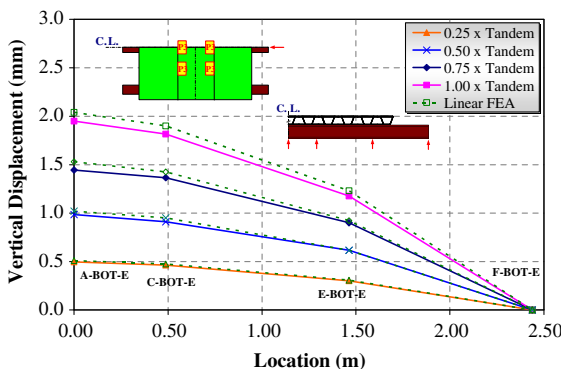 3.0
2.5
2.0
1.5
1.0
0.5
0.0
Vertical Displacement (mm)
C.L.
P3
P3
C.L.
0.25 x Tandem
0.50 x Tandem
0.75 x Tandem
1.00 x Tandem
Linear FEA
A-BOT-E
C-BOT-E
E-BOT-E
F-BOT-E
0.00
0.50
1.00
1.50
2.00
2.50
Location (m)